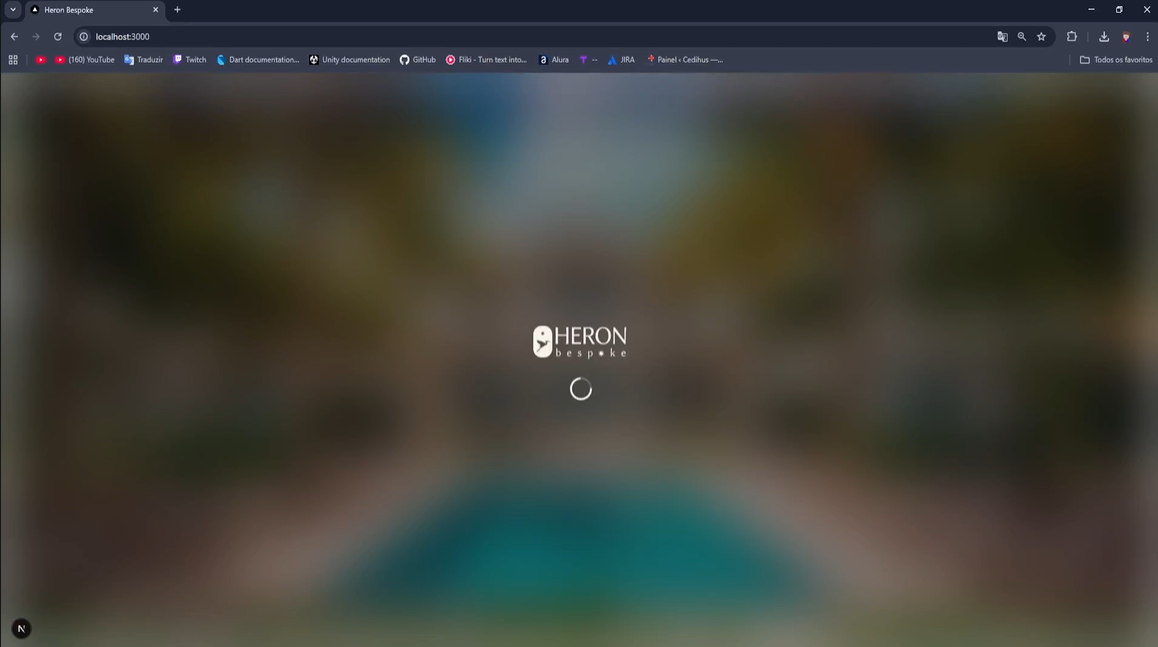 Heron Bespoke
localhost:3000
(160) YouTube
Traduzir
Twitch
Dart documentation...
Unity documentation
GitHub
Fliki - Turn text into...
Alura
--
JIRA
Painel ‹ Cedihus —...
Todos os favoritos
HERON
bespoke
N